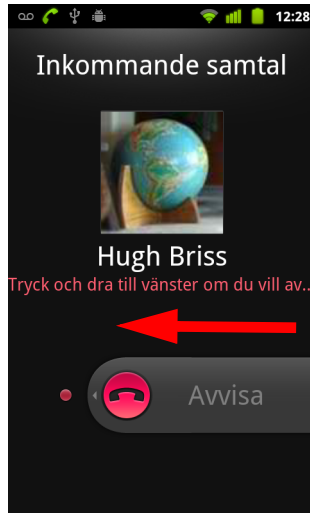 12:28
Inkommande samtal
Hugh Briss
Tryck och dra till vänster om du vill av..
Avvisa